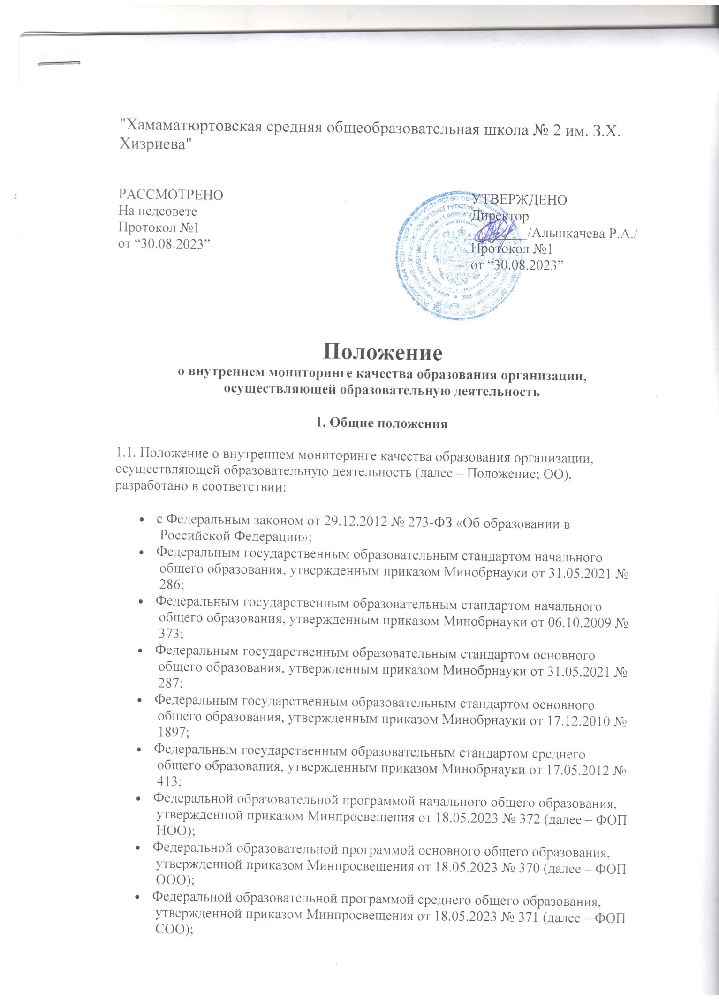 "Хамаматюртовская средняя общеобразовательная школа № 2 им. З.Х.
Хизриева"
РАССМОТРЕНО
На педсовете
Протокол №1
от “30.08.2023”
УТВЕРЖДЕНО
Директор
________/Алыпкачева Р.А./
Протокол №1
от “30.08.2023”
Положение
о внутреннем мониторинге качества образования организации,
осуществляющей образовательную деятельность
1. Общие положения
1.1. Положение о внутреннем мониторинге качества образования организации,
осуществляющей образовательную деятельность (далее – Положение; ОО),
разработано в соответствии:
• с Федеральным законом от 29.12.2012 № 273-ФЗ «Об образовании в
Российской Федерации»;
• Федеральным государственным образовательным стандартом начального
общего образования, утвержденным приказом Минобрнауки от 31.05.2021 №
286;
• Федеральным государственным образовательным стандартом начального
общего образования, утвержденным приказом Минобрнауки от 06.10.2009 №
373;
• Федеральным государственным образовательным стандартом основного
общего образования, утвержденным приказом Минобрнауки от 31.05.2021 №
287;
• Федеральным государственным образовательным стандартом основного
общего образования, утвержденным приказом Минобрнауки от 17.12.2010 №
1897;
• Федеральным государственным образовательным стандартом среднего
общего образования, утвержденным приказом Минобрнауки от 17.05.2012 №
413;
• Федеральной образовательной программой начального общего образования,
утвержденной приказом Минпросвещения от 18.05.2023 № 372 (далее – ФОП
НОО);
• Федеральной образовательной программой основного общего образования,
утвержденной приказом Минпросвещения от 18.05.2023 № 370 (далее – ФОП
ООО);
• Федеральной образовательной программой среднего общего образования,
утвержденной приказом Минпросвещения от 18.05.2023 № 371 (далее – ФОП
СОО);